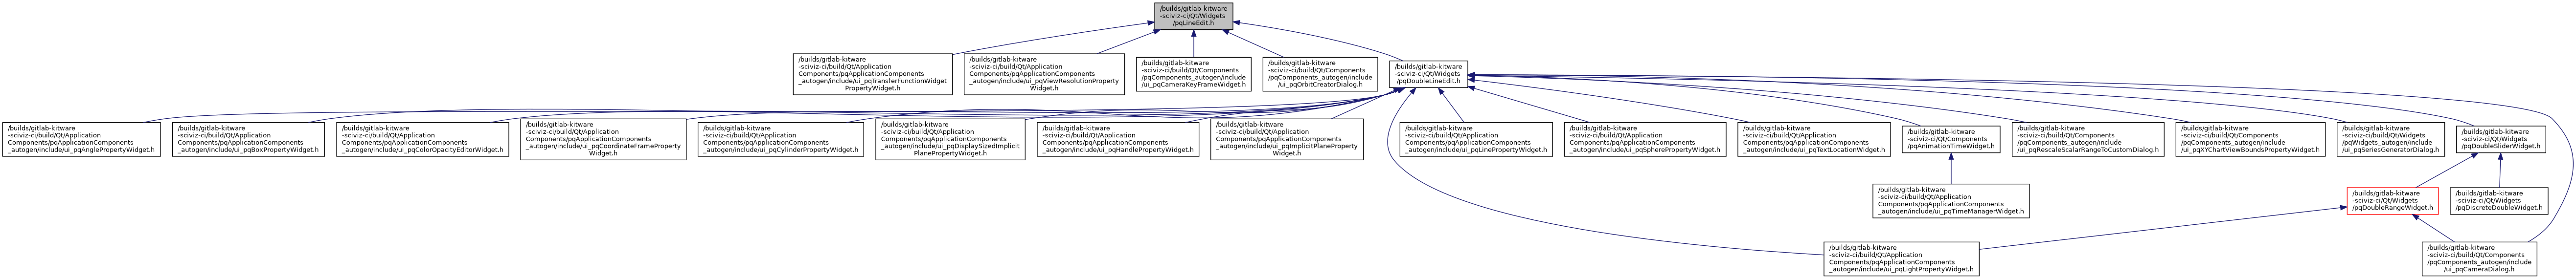 /builds/gitlab-kitware
-sciviz-ci/Qt/Widgets
/pqLineEdit.h
/builds/gitlab-kitware
-sciviz-ci/build/Qt/Application
Components/pqApplicationComponents
_autogen/include/ui_pqTransferFunctionWidget
PropertyWidget.h
/builds/gitlab-kitware
-sciviz-ci/build/Qt/Application
Components/pqApplicationComponents
_autogen/include/ui_pqViewResolutionProperty
Widget.h
/builds/gitlab-kitware
-sciviz-ci/build/Qt/Components
/pqComponents_autogen/include
/ui_pqCameraKeyFrameWidget.h
/builds/gitlab-kitware
-sciviz-ci/build/Qt/Components
/pqComponents_autogen/include
/ui_pqOrbitCreatorDialog.h
/builds/gitlab-kitware
-sciviz-ci/Qt/Widgets
/pqDoubleLineEdit.h
/builds/gitlab-kitware
-sciviz-ci/build/Qt/Application
Components/pqApplicationComponents
_autogen/include/ui_pqAnglePropertyWidget.h
/builds/gitlab-kitware
-sciviz-ci/build/Qt/Application
Components/pqApplicationComponents
_autogen/include/ui_pqBoxPropertyWidget.h
/builds/gitlab-kitware
-sciviz-ci/build/Qt/Application
Components/pqApplicationComponents
_autogen/include/ui_pqColorOpacityEditorWidget.h
/builds/gitlab-kitware
-sciviz-ci/build/Qt/Application
Components/pqApplicationComponents
_autogen/include/ui_pqCoordinateFrameProperty
Widget.h
/builds/gitlab-kitware
-sciviz-ci/build/Qt/Application
Components/pqApplicationComponents
_autogen/include/ui_pqCylinderPropertyWidget.h
/builds/gitlab-kitware
-sciviz-ci/build/Qt/Application
Components/pqApplicationComponents
_autogen/include/ui_pqDisplaySizedImplicit
PlanePropertyWidget.h
/builds/gitlab-kitware
-sciviz-ci/build/Qt/Application
Components/pqApplicationComponents
_autogen/include/ui_pqHandlePropertyWidget.h
/builds/gitlab-kitware
-sciviz-ci/build/Qt/Application
Components/pqApplicationComponents
_autogen/include/ui_pqImplicitPlaneProperty
Widget.h
/builds/gitlab-kitware
-sciviz-ci/build/Qt/Application
Components/pqApplicationComponents
_autogen/include/ui_pqLinePropertyWidget.h
/builds/gitlab-kitware
-sciviz-ci/build/Qt/Application
Components/pqApplicationComponents
_autogen/include/ui_pqSpherePropertyWidget.h
/builds/gitlab-kitware
-sciviz-ci/build/Qt/Application
Components/pqApplicationComponents
_autogen/include/ui_pqTextLocationWidget.h
/builds/gitlab-kitware
-sciviz-ci/Qt/Components
/pqAnimationTimeWidget.h
/builds/gitlab-kitware
-sciviz-ci/build/Qt/Components
/pqComponents_autogen/include
/ui_pqRescaleScalarRangeToCustomDialog.h
/builds/gitlab-kitware
-sciviz-ci/build/Qt/Components
/pqComponents_autogen/include
/ui_pqXYChartViewBoundsPropertyWidget.h
/builds/gitlab-kitware
-sciviz-ci/build/Qt/Widgets
/pqWidgets_autogen/include
/ui_pqSeriesGeneratorDialog.h
/builds/gitlab-kitware
-sciviz-ci/Qt/Widgets
/pqDoubleSliderWidget.h
/builds/gitlab-kitware
-sciviz-ci/build/Qt/Application
Components/pqApplicationComponents
_autogen/include/ui_pqTimeManagerWidget.h
/builds/gitlab-kitware
-sciviz-ci/Qt/Widgets
/pqDoubleRangeWidget.h
/builds/gitlab-kitware
-sciviz-ci/Qt/Widgets
/pqDiscreteDoubleWidget.h
/builds/gitlab-kitware
-sciviz-ci/build/Qt/Application
Components/pqApplicationComponents
_autogen/include/ui_pqLightPropertyWidget.h
/builds/gitlab-kitware
-sciviz-ci/build/Qt/Components
/pqComponents_autogen/include
/ui_pqCameraDialog.h